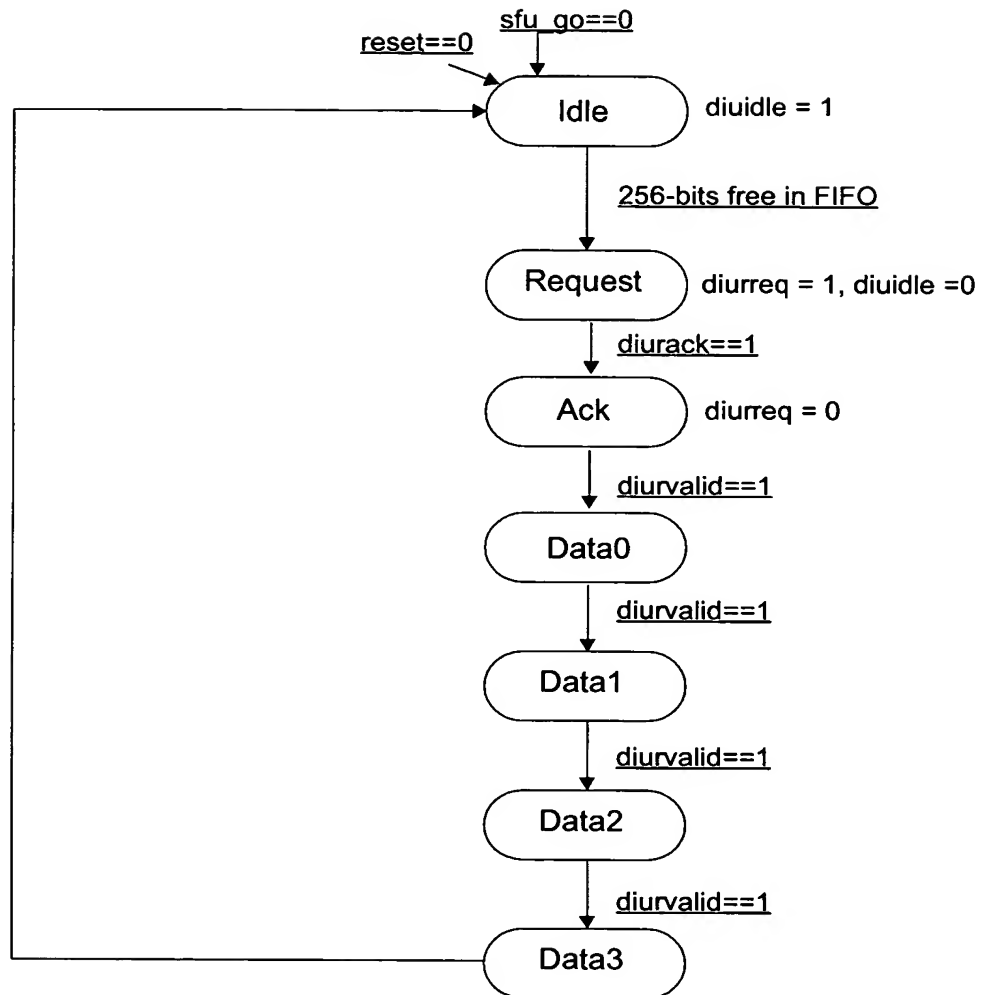 sfu_go==0
reset==0
Idle
diuidle = 1
256-bits free in FIFO
Request
diurreq = 1, diuidle =0
diurack==1
Ack
diurreq = 0
diurvalid==1
Data0
diurvalid==1
Data1
diurvalid==1
Data2
diurvalid==1
Data3